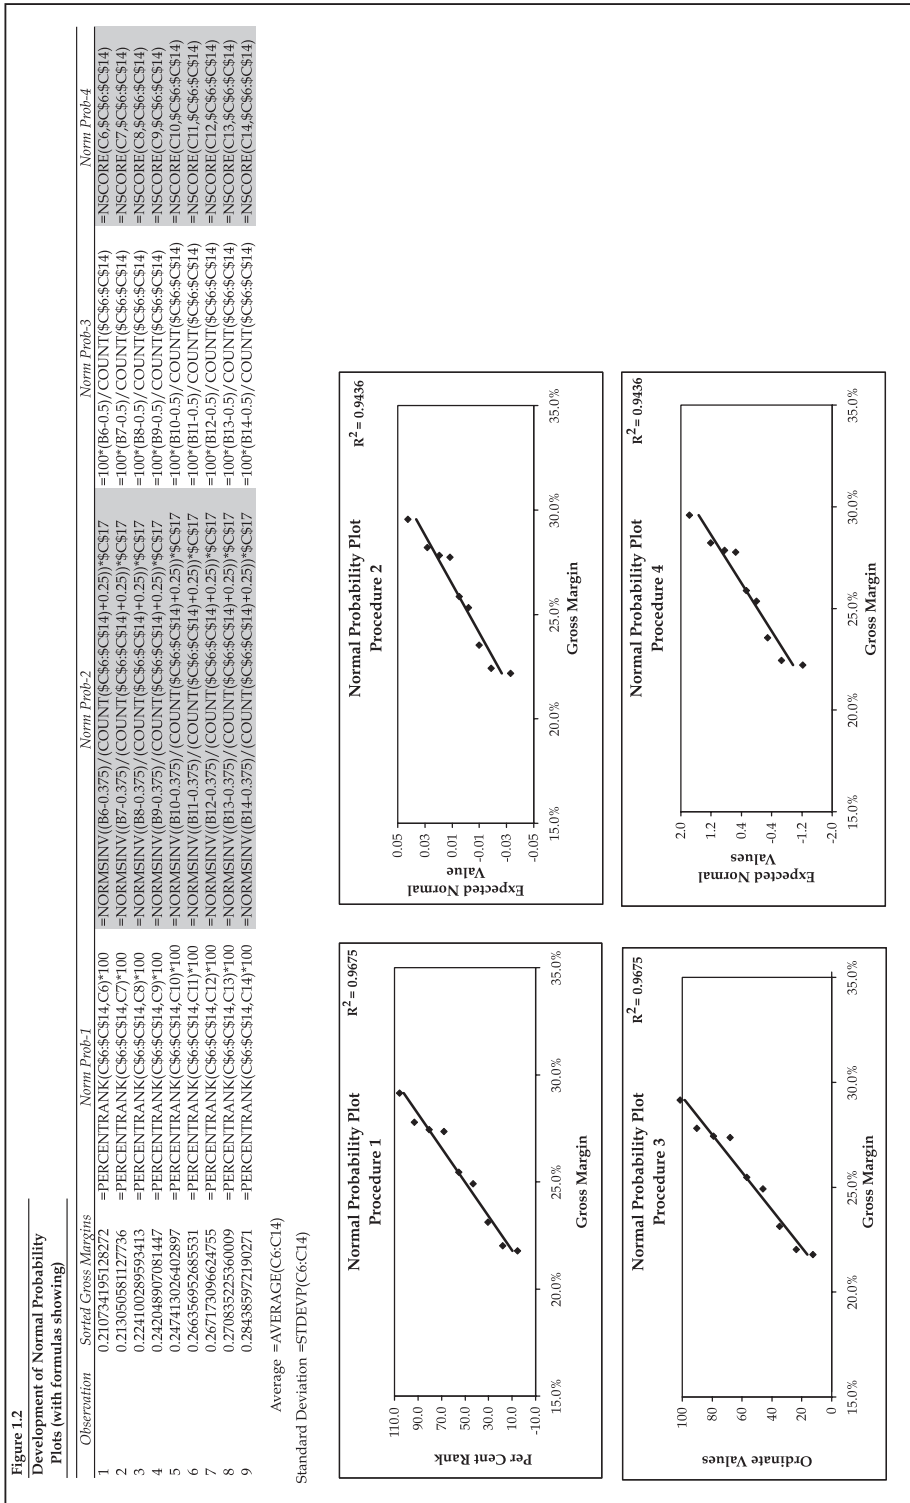 Figure 1.2
Development of Normal Probability
Plots (with formulas showing)
Observation Sorted Gross Margins Norm Prob-1 Norm Prob-2 Norm Prob-3 Norm Prob-4
1 0.210734195128272 =PERCENTRANK(C$6:$C$14,C6)*100 =NORMSINV((B6-0.375)/(COUNT($C$6:$C$14)+0.25))*$C$17 =100*(B6-0.5)/COUNT($C$6:$C$14) =NSCORE(C6,$C$6:$C$14)
2 0.213050581127736 =PERCENTRANK(C$6:$C$14,C7)*100 =NORMSINV((B7-0.375)/(COUNT($C$6:$C$14)+0.25))*$C$17 =100*(B7-0.5)/COUNT($C$6:$C$14) =NSCORE(C7,$C$6:$C$14)
3 0.22410028959​3413 =PERCENTRANK(C$6:$C$14,C8)*100 =NORMSINV((B8-0.375)/(COUNT($C$6:$C$14)+0.25))*$C$17 =100*(B8-0.5)/COUNT($C$6:$C$14) =NSCORE(C8,$C$6:$C$14)
4 0.242048907081447 =PERCENTRANK(C$6:$C$14,C9)*100 =NORMSINV((B9-0.375)/(COUNT($C$6:$C$14)+0.25))*$C$17 =100*(B9-0.5)/COUNT($C$6:$C$14) =NSCORE(C9,$C$6:$C$14)
5 0.247413026402897 =PERCENTRANK(C$6:$C$14,C10)*100 =NORMSINV((B10-0.375)/(COUNT($C$6:$C$14)+0.25))*$C$17 =100*(B10-0.5)/COUNT($C$6:$C$14) =NSCORE(C10,$C$6:$C$14)
6 0.266356952685531 =PERCENTRANK(C$6:$C$14,C11)*100 =NORMSINV((B11-0.375)/(COUNT($C$6:$C$14)+0.25))*$C$17 =100*(B11-0.5)/COUNT($C$6:$C$14) =NSCORE(C11,$C$6:$C$14)
7 0.267173096624755 =PERCENTRANK(C$6:$C$14,C12)*100 =NORMSINV((B12-0.375)/(COUNT($C$6:$C$14)+0.25))*$C$17 =100*(B12-0.5)/COUNT($C$6:$C$14) =NSCORE(C12,$C$6:$C$14)
8 0.270835225360009 =PERCENTRANK(C$6:$C$14,C13)*100 =NORMSINV((B13-0.375)/(COUNT($C$6:$C$14)+0.25))*$C$17 =100*(B13-0.5)/COUNT($C$6:$C$14) =NSCORE(C13,$C$6:$C$14)
9 0.284385972190271 =PERCENTRANK(C$6:$C$14,C14)*100 =NORMSINV((B14-0.375)/(COUNT($C$6:$C$14)+0.25))*$C$17 =100*(B14-0.5)/COUNT($C$6:$C$14) =NSCORE(C14,$C$6:$C$14)
Average =AVERAGE(C6:C14)
Standard Deviation =STDEVP(C6:C14)
Normal Probability Plot
Procedure 1
R² = 0.9675
110.0
90.0
70.0
50.0
30.0
10.0
-10.0
Per Cent Rank
15.0% 20.0% 25.0% 30.0% 35.0%
Gross Margin
Normal Probability Plot
Procedure 2
R² = 0.9436
0.05
0.03
0.01
-0.01
-0.03
-0.05
Expected Normal
Value
15.0% 20.0% 25.0% 30.0% 35.0%
Gross Margin
Normal Probability Plot
Procedure 3
R² = 0.9675
100
80
60
40
20
0
Ordinate Values
15.0% 20.0% 25.0% 30.0% 35.0%
Gross Margin
Normal Probability Plot
Procedure 4
R² = 0.9436
2.0
1.2
0.4
-0.4
-1.2
-2.0
Expected Normal
Values
15.0% 20.0% 25.0% 30.0% 35.0%
Gross Margin